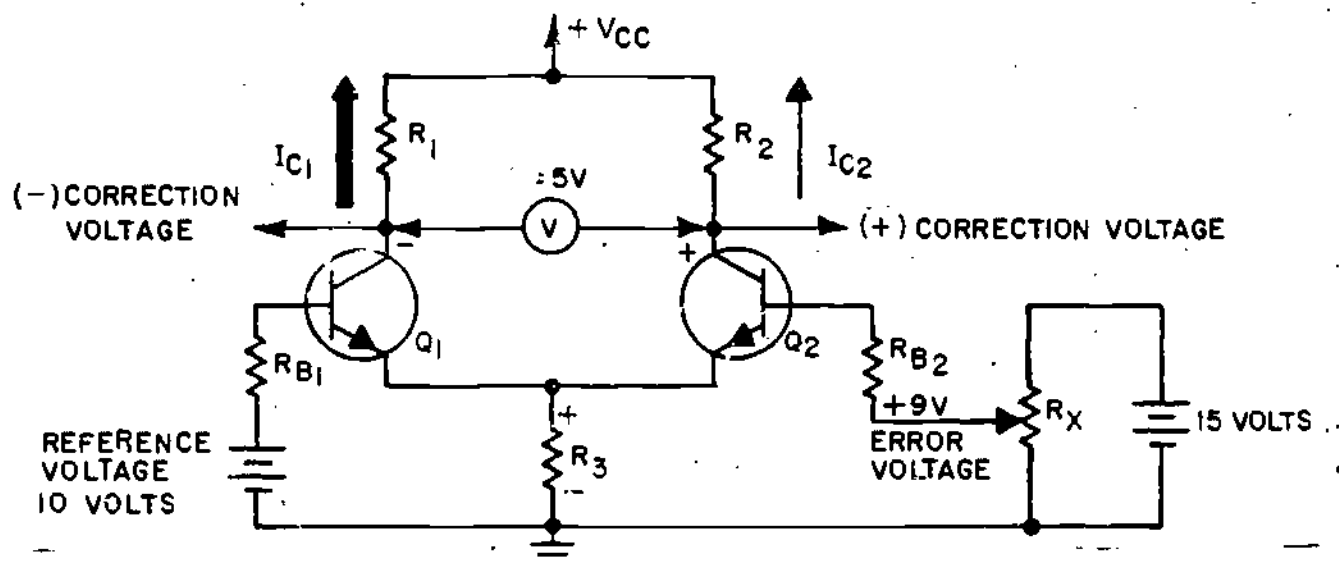 + VCC
R1
R2
IC1
IC2
=5V
(-) CORRECTION
VOLTAGE
V
(+) CORRECTION VOLTAGE
-
+
Q1
Q2
RB1
RB2
+9V
RX
15 VOLTS
ERROR
VOLTAGE
REFERENCE
VOLTAGE
10 VOLTS
+
R3
-